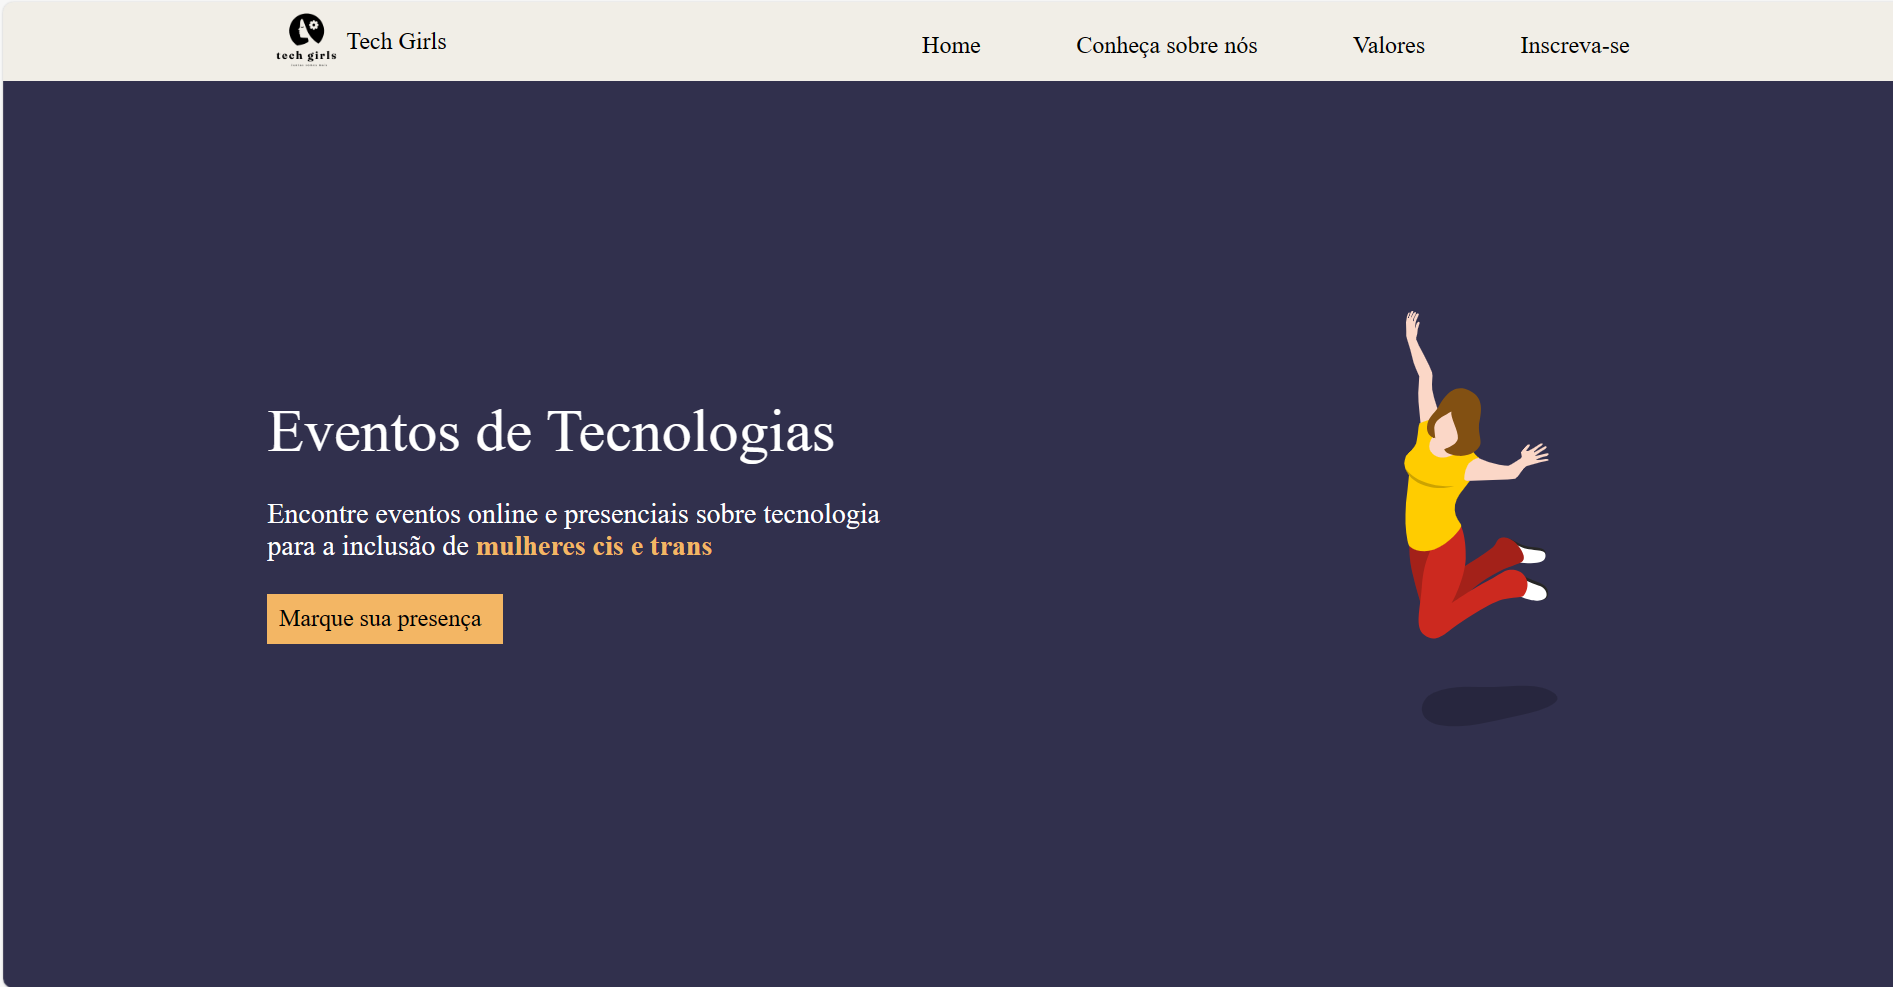 tech girls
Tech Girls
Home
Conheça sobre nós
Valores
Inscreva-se
Eventos de Tecnologias
Encontre eventos online e presenciais sobre tecnologia
para a inclusão de mulheres cis e trans
Marque sua presença